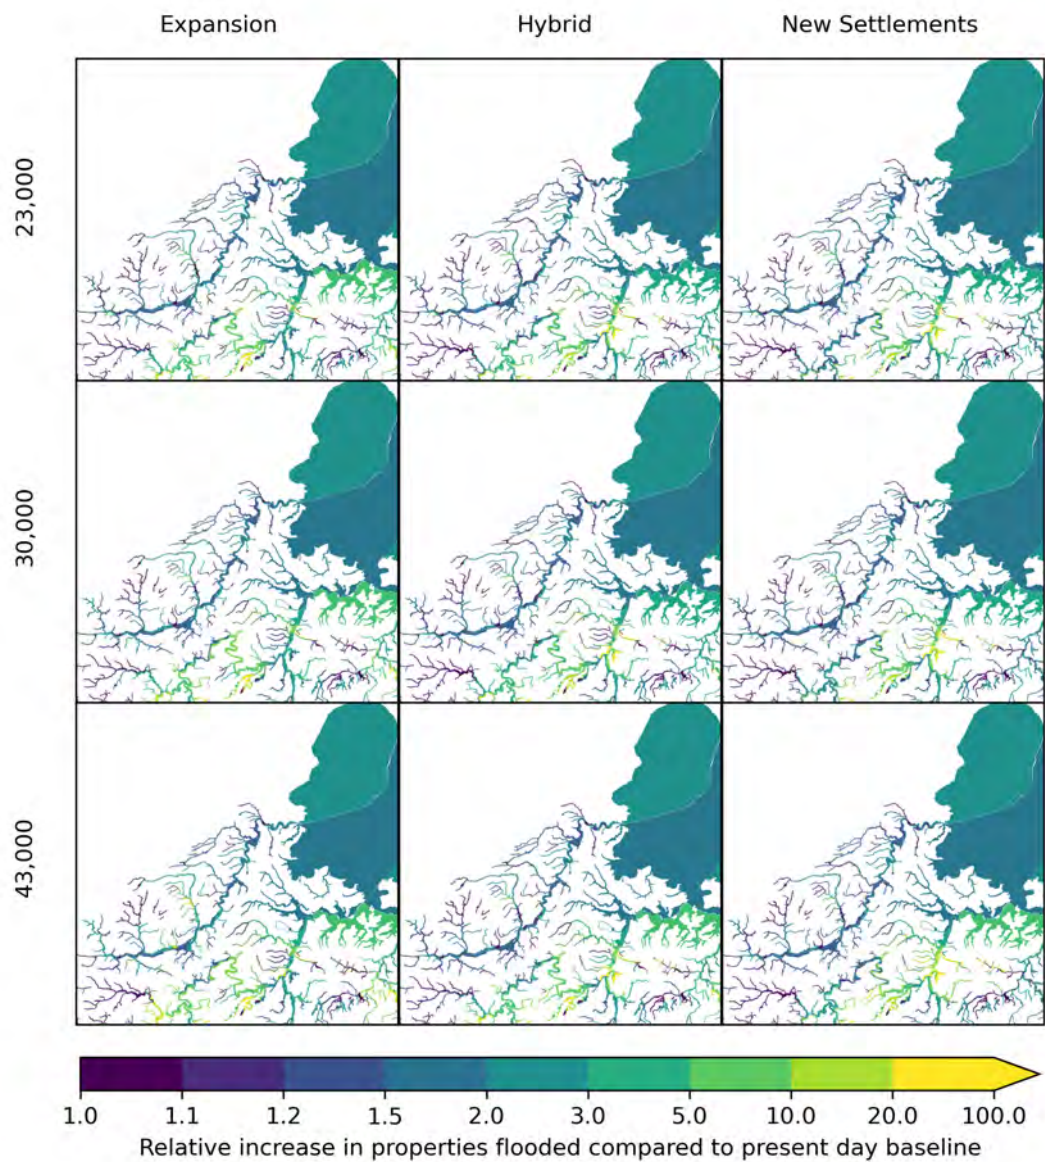 Expansion Hybrid New Settlements
23,000
30,000
43,000
1.0 1.1 1.2 1.5 2.0 3.0 5.0 10.0 20.0 100.0
Relative increase in properties flooded compared to present day baseline